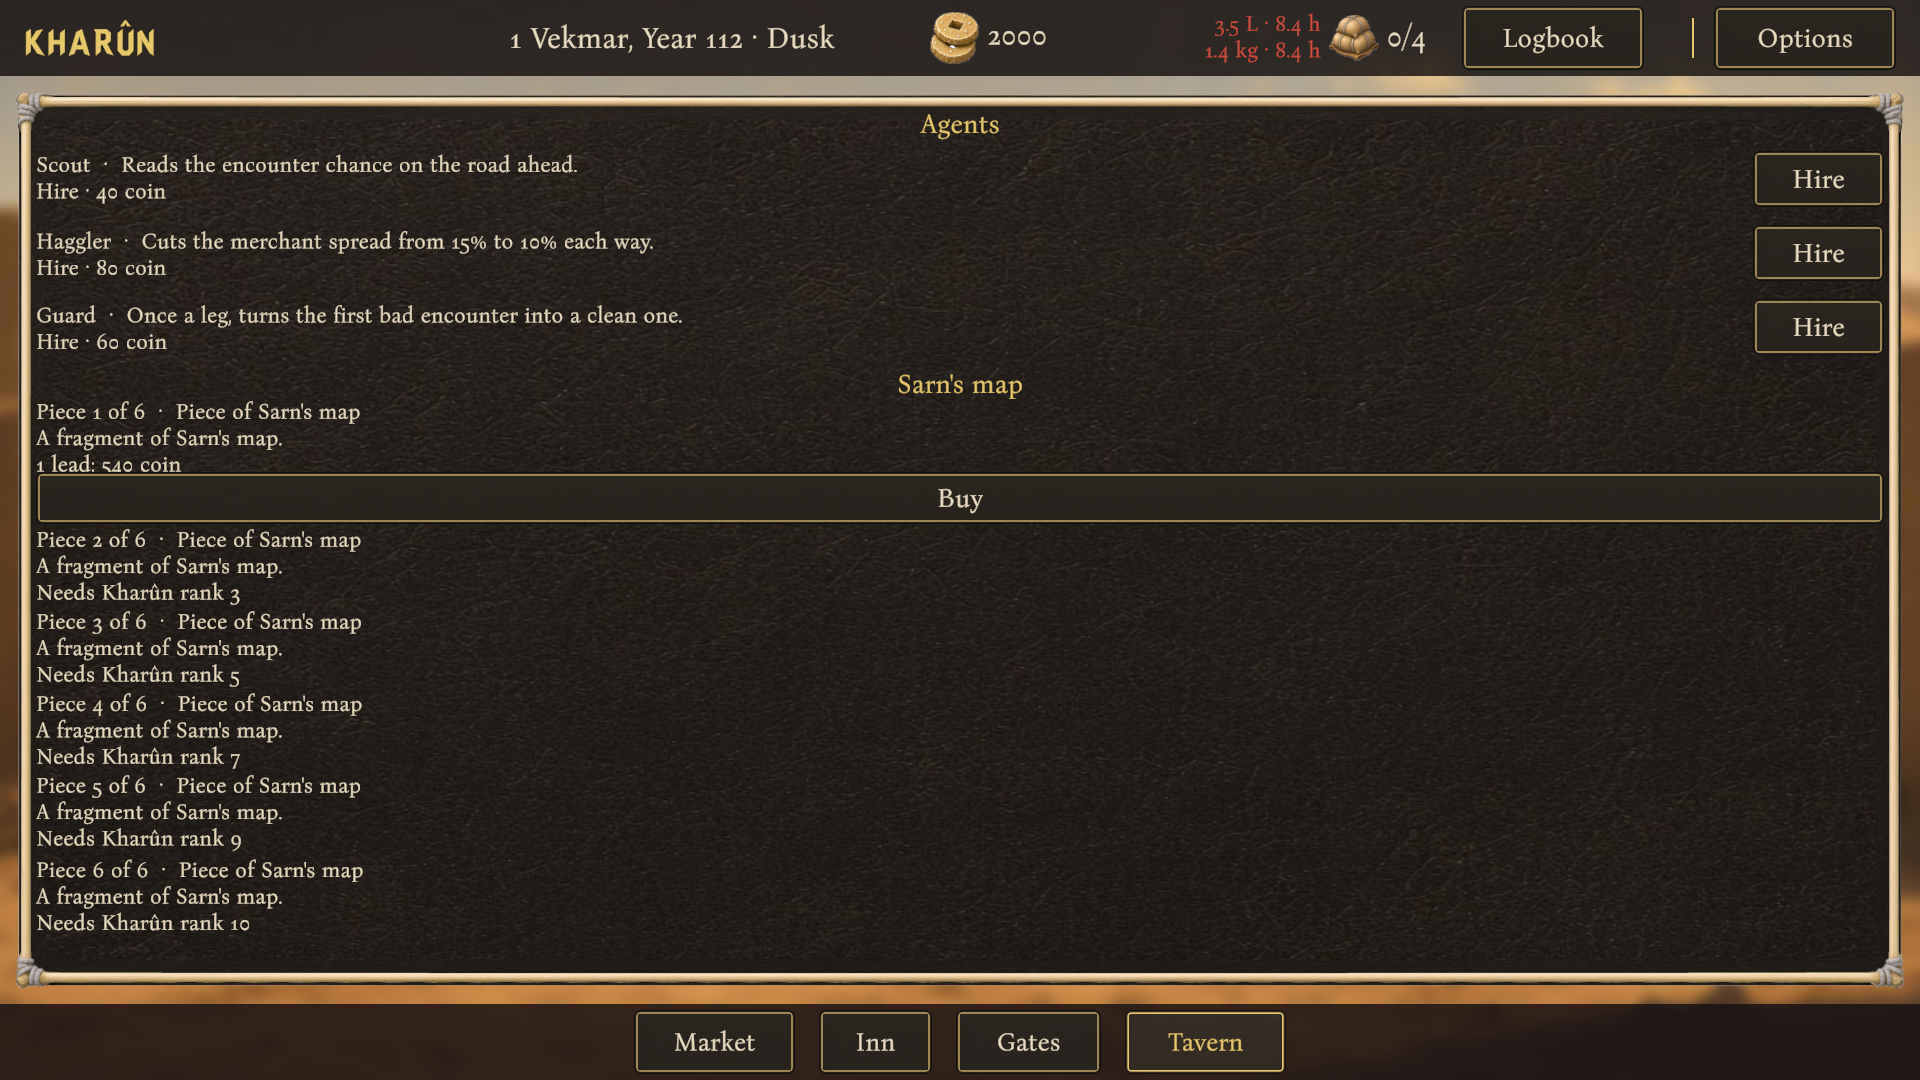 KHARÛN
1 Vekmar, Year 112 · Dusk
2000
3.5 L · 8.4 h
1.4 kg · 8.4 h
0/4
Logbook
Options
Agents
Scout · Reads the encounter chance on the road ahead.
Hire · 40 coin
Hire
Haggler · Cuts the merchant spread from 15% to 10% each way.
Hire · 80 coin
Hire
Guard · Once a leg, turns the first bad encounter into a clean one.
Hire · 60 coin
Hire
Sarn's map
Piece 1 of 6 · Piece of Sarn's map
A fragment of Sarn's map.
1 lead: 540 coin
Buy
Piece 2 of 6 · Piece of Sarn's map
A fragment of Sarn's map.
Needs Kharûn rank 3
Piece 3 of 6 · Piece of Sarn's map
A fragment of Sarn's map.
Needs Kharûn rank 5
Piece 4 of 6 · Piece of Sarn's map
A fragment of Sarn's map.
Needs Kharûn rank 7
Piece 5 of 6 · Piece of Sarn's map
A fragment of Sarn's map.
Needs Kharûn rank 9
Piece 6 of 6 · Piece of Sarn's map
A fragment of Sarn's map.
Needs Kharûn rank 10
Market
Inn
Gates
Tavern